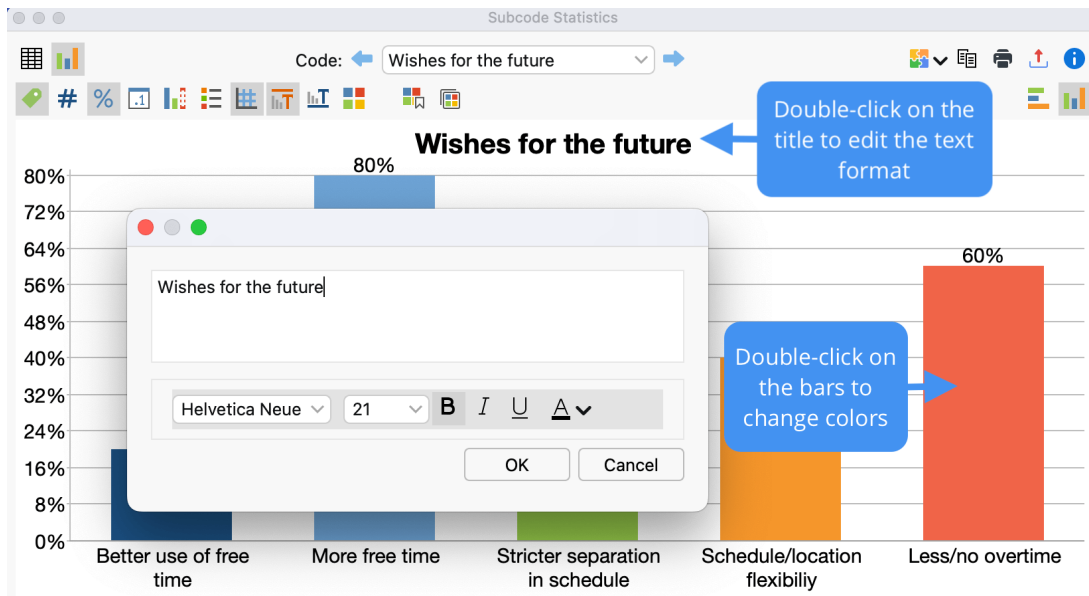 Subcode Statistics
Code:
Wishes for the future
# % .1 T T
Wishes for the future
Double-click on the
title to edit the text
format
80%
60%
80%
72%
64%
56%
48%
40%
32%
24%
16%
8%
0%
Wishes for the future
Helvetica Neue
21
B I U A
OK
Cancel
Double-click on
the bars to
change colors
Better use of free
time
More free time
Stricter separation
in schedule
Schedule/location
flexibiliy
Less/no overtime